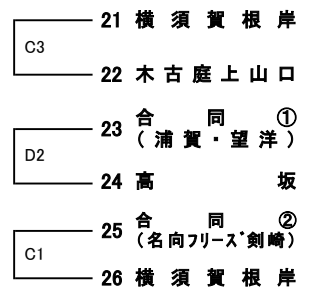 21 横須賀根岸
C3
22 木古庭上山口
23 合同①
(浦賀・望洋)
D2
24 高坂
25 合同②
(名向フリーズ剣崎)
C1
26 横須賀根岸